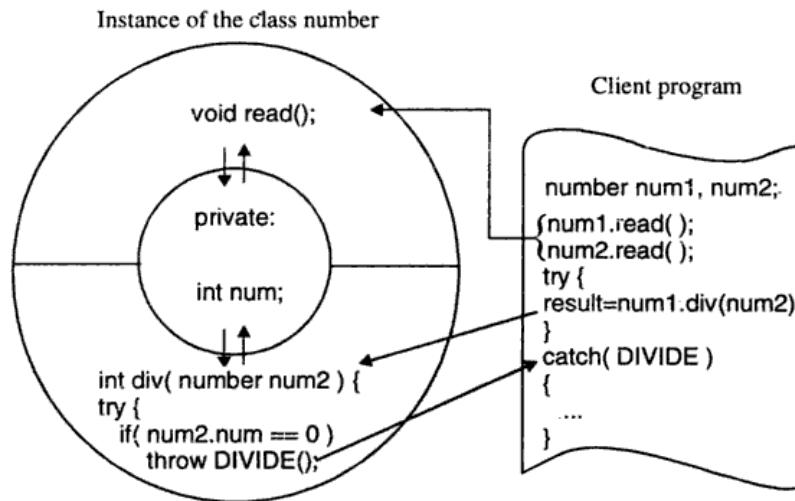 Instance of the class number
void read();
private:
int num;
int div( number num2 ) {
try {
if( num2.num == 0 )
throw DIVIDE();
Client program
number num1, num2;
{num1.read( );
{num2.read( );
try {
result=num1.div(num2)
}
catch( DIVIDE )
{
...
}